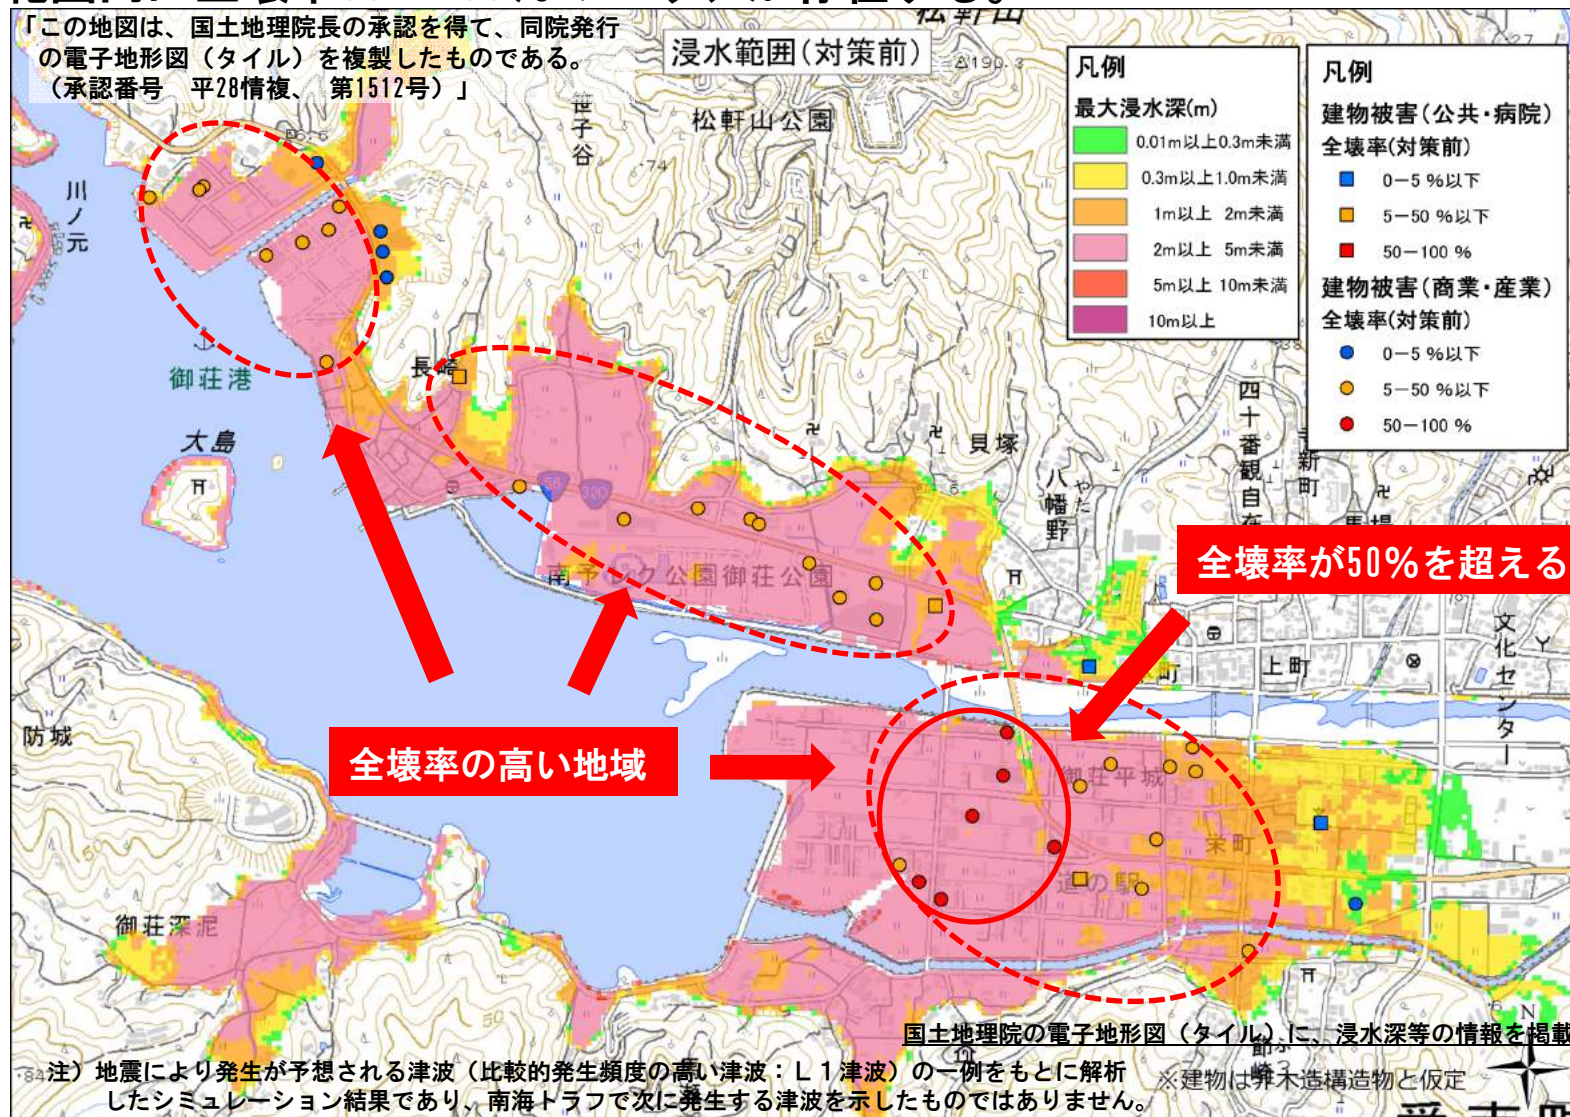 「この地図は、国土地理院長の承認を得て、同院発行
の電子地形図（タイル）を複製したものである。
（承認番号　平28情複、 第1512号）」
浸水範囲(対策前)
190.3
100
27
凡例
最大浸水深(m)
0.01m以上0.3m未満
0.3m以上1.0m未満
1m以上 2m未満
2m以上 5m未満
5m以上 10m未満
10m以上
凡例
建物被害(公共・病院)
全壊率(対策前)
0－5 %以下
5－50 %以下
50－100 %
建物被害(商業・産業)
全壊率(対策前)
0－5 %以下
5－50 %以下
50－100 %
松軒山公園
世子谷
74
川ノ元
御荘港
大島
長崎
貝塚
八幡野
やた
四十番観自在
新町
馬場
56
320
南予レク公園御荘公園
全壊率が50%を超える
文化センター
上町
町
防城
全壊率の高い地域
御荘平城
栄町
道の駅
御荘深泥
50
国土地理院の電子地形図（タイル）に、浸水深等の情報を掲載
節崎
N
注）地震により発生が予想される津波（比較的発生頻度の高い津波：Ｌ１津波）の一例をもとに解析
したシミュレーション結果であり、南海トラフで次に発生する津波を示したものではありません。
※建物は非木造構造物と仮定